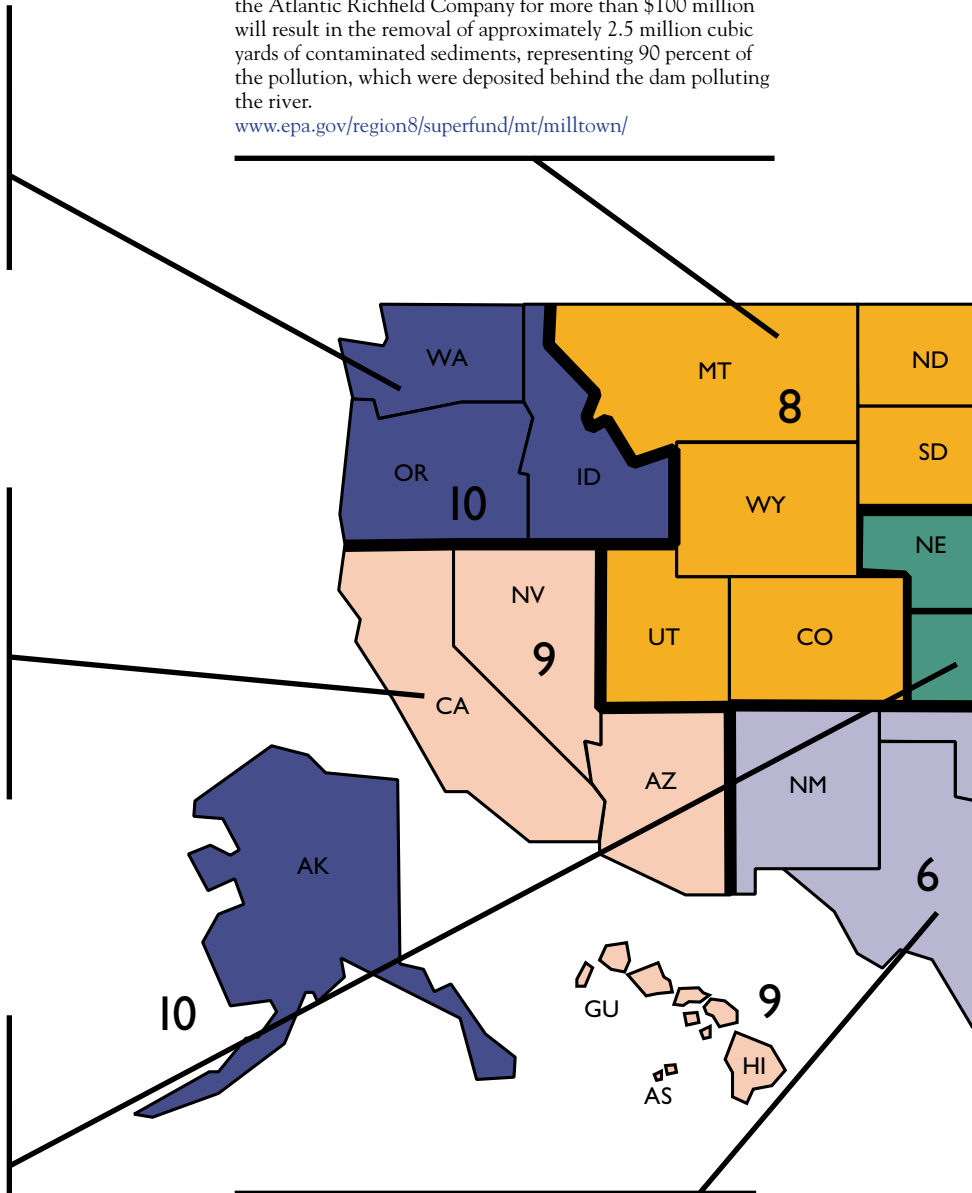 the Atlantic Richfield Company for more than $100 million
will result in the removal of approximately 2.5 million cubic
yards of contaminated sediments, representing 90 percent of
the pollution, which were deposited behind the dam polluting
the river.
www.epa.gov/region8/superfund/mt/milltown/
WA
MT
ND
8
SD
OR
ID
10
WY
NE
NV
UT
CO
9
CA
AZ
NM
AK
6
10
GU
9
HI
AS